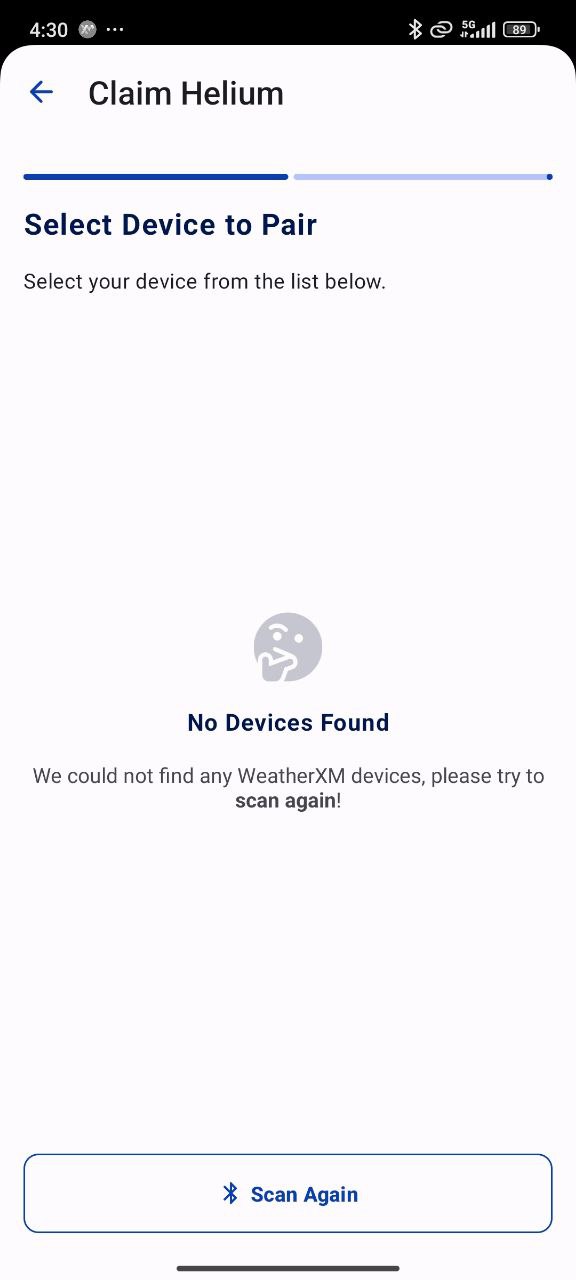 4:30
5G
89
Claim Helium
Select Device to Pair
Select your device from the list below.
No Devices Found
We could not find any WeatherXM devices, please try to
scan again!
Scan Again